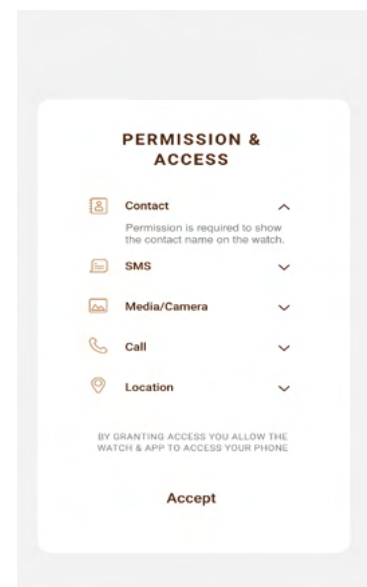 PERMISSION &
ACCESS
Contact
Permission is required to show
the contact name on the watch.
SMS
Media/Camera
Call
Location
BY GRANTING ACCESS YOU ALLOW THE
WATCH & APP TO ACCESS YOUR PHONE
Accept